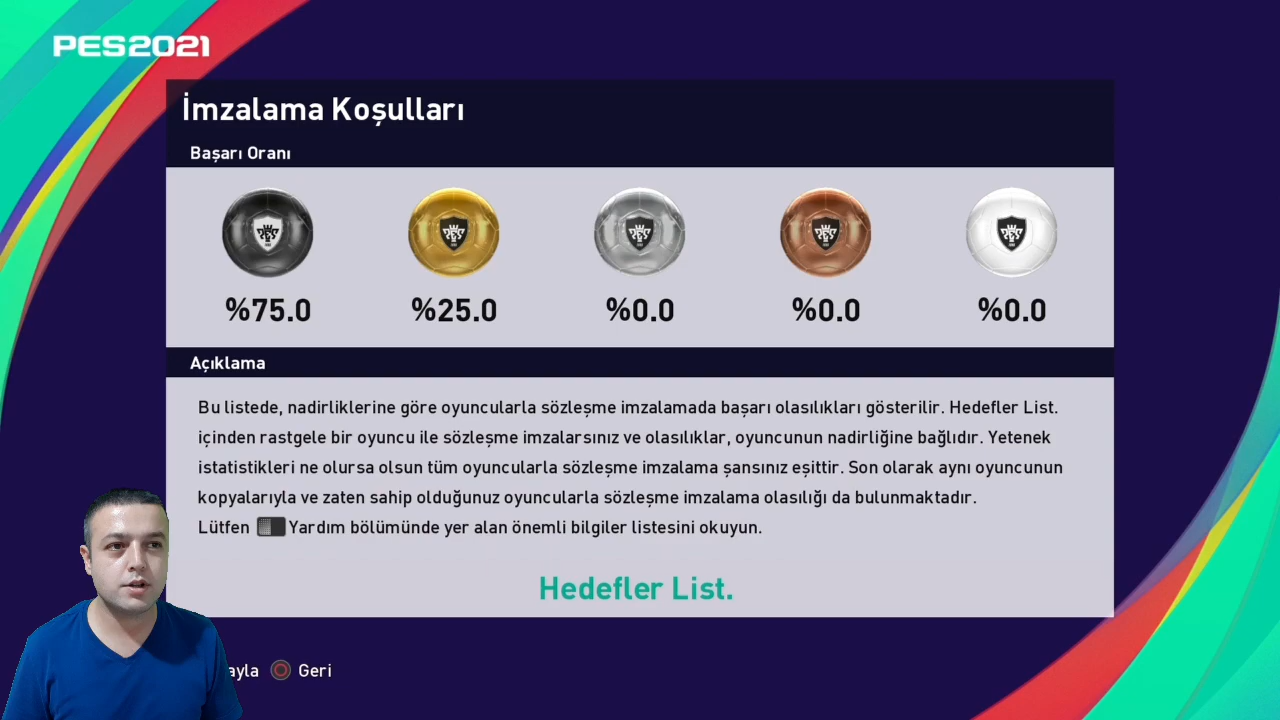 PES2021
İmzalama Koşulları
Başarı Oranı
%75.0 %25.0 %0.0 %0.0 %0.0
Açıklama
Bu listede, nadirliklerine göre oyuncularla sözleşme imzalamada başarı olasılıkları gösterilir. Hedefler List.
içinden rastgele bir oyuncu ile sözleşme imzalarsınız ve olasılıklar, oyuncunun nadirliğine bağlıdır. Yetenek
istatistikleri ne olursa olsun tüm oyuncularla sözleşme imzalama şansınız eşittir. Son olarak aynı oyuncunun
kopyalarıyla ve zaten sahip olduğunuz oyuncularla sözleşme imzalama olasılığı da bulunmaktadır.
Lütfen Yardım bölümünde yer alan önemli bilgiler listesini okuyun.
Hedefler List.
ayla Geri